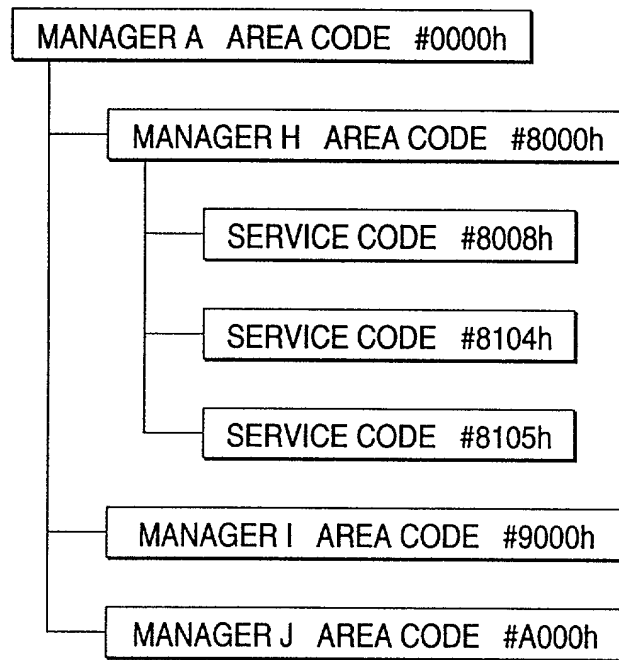 MANAGER A AREA CODE #0000h
MANAGER H AREA CODE #8000h
SERVICE CODE #8008h
SERVICE CODE #8104h
SERVICE CODE #8105h
MANAGER I AREA CODE #9000h
MANAGER J AREA CODE #A000h